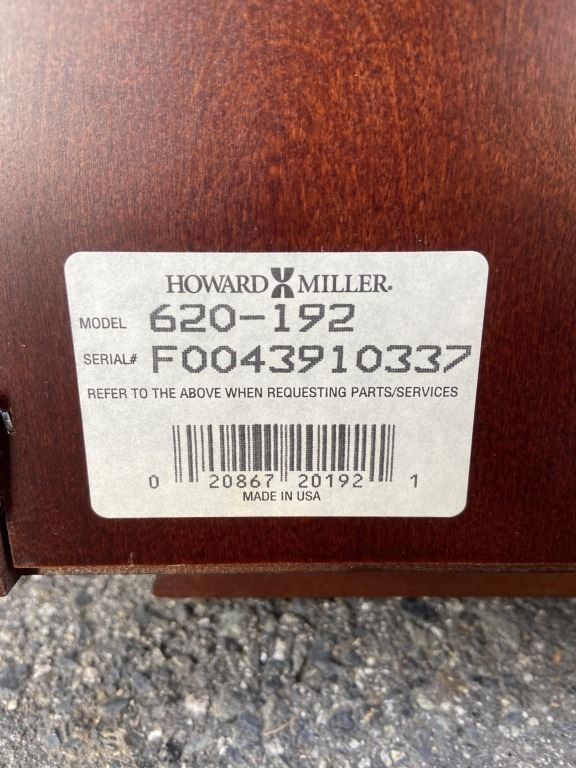 HOWARD MILLER.
MODEL 620-192
SERIAL# F0043910337
REFER TO THE ABOVE WHEN REQUESTING PARTS/SERVICES
0 20867 20192 1
MADE IN USA